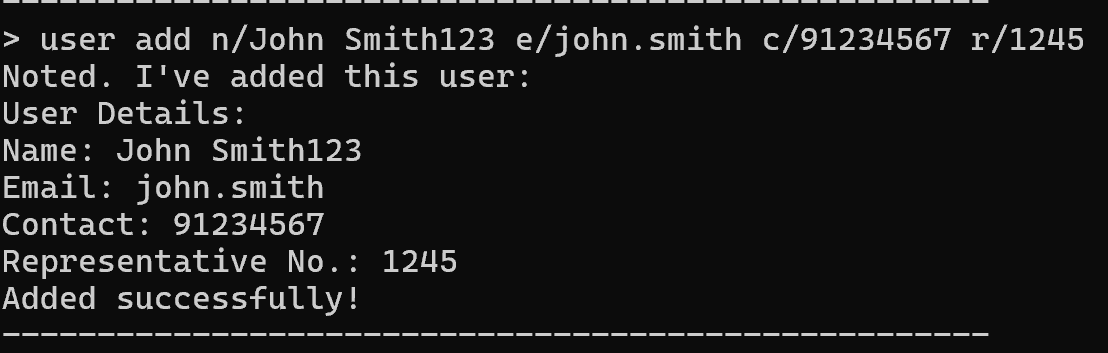 ----------------------------------------------------
> user add n/John Smith123 e/john.smith c/91234567 r/1245
Noted. I've added this user:
User Details:
Name: John Smith123
Email: john.smith
Contact: 91234567
Representative No.: 1245
Added successfully!
----------------------------------------------------